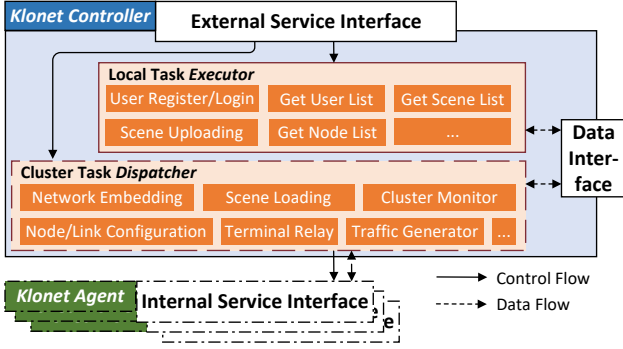 Klonet Controller
External Service Interface
Local Task Executor
User Register/Login
Get User List
Get Scene List
Scene Uploading
Get Node List
...
Data
Inter-
face
Cluster Task Dispatcher
Network Embedding
Scene Loading
Cluster Monitor
Node/Link Configuration
Terminal Relay
Traffic Generator
...
Klonet Agent
Internal Service Interface
e
e
Control Flow
Data Flow